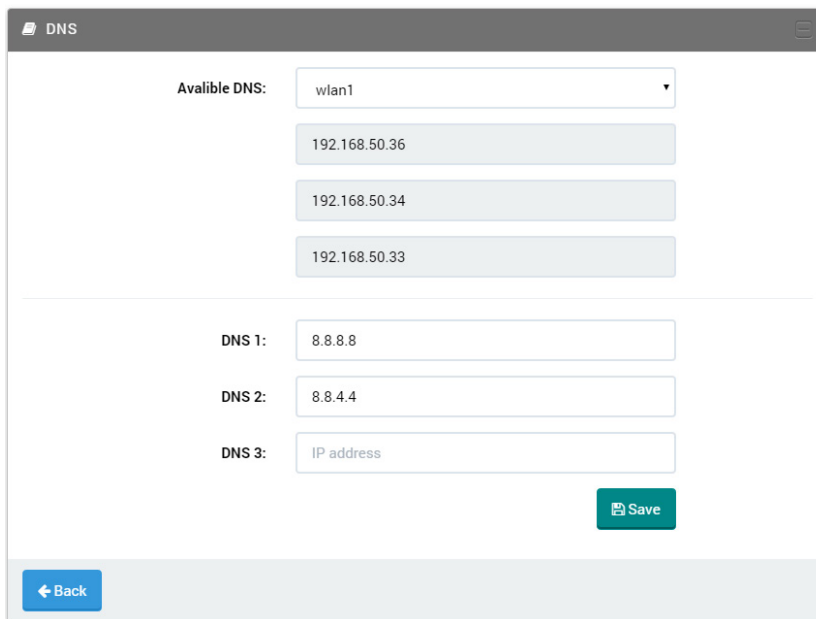 DNS
Avalible DNS: wlan1
192.168.50.36
192.168.50.34
192.168.50.33
DNS 1: 8.8.8.8
DNS 2: 8.8.4.4
DNS 3: IP address
Save
Back